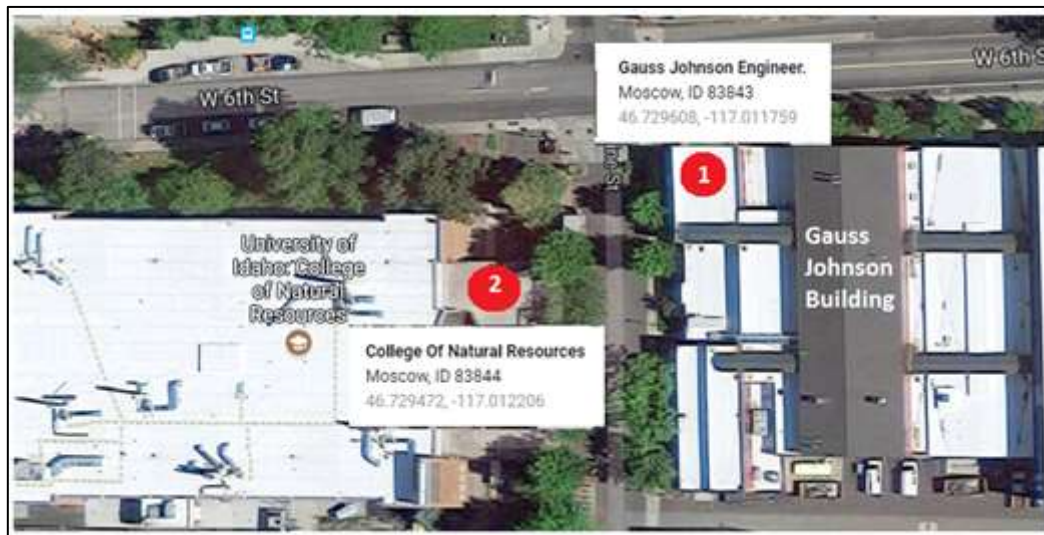 W 6th St
Gauss Johnson Engineer.
Moscow, ID 83843
46.729608, -117.011759
W 6th S
1
Gauss
Johnson
Building
University of
Idaho: College
of Natural
Resources
2
College Of Natural Resources
Moscow, ID 83844
46.729472, -117.012206